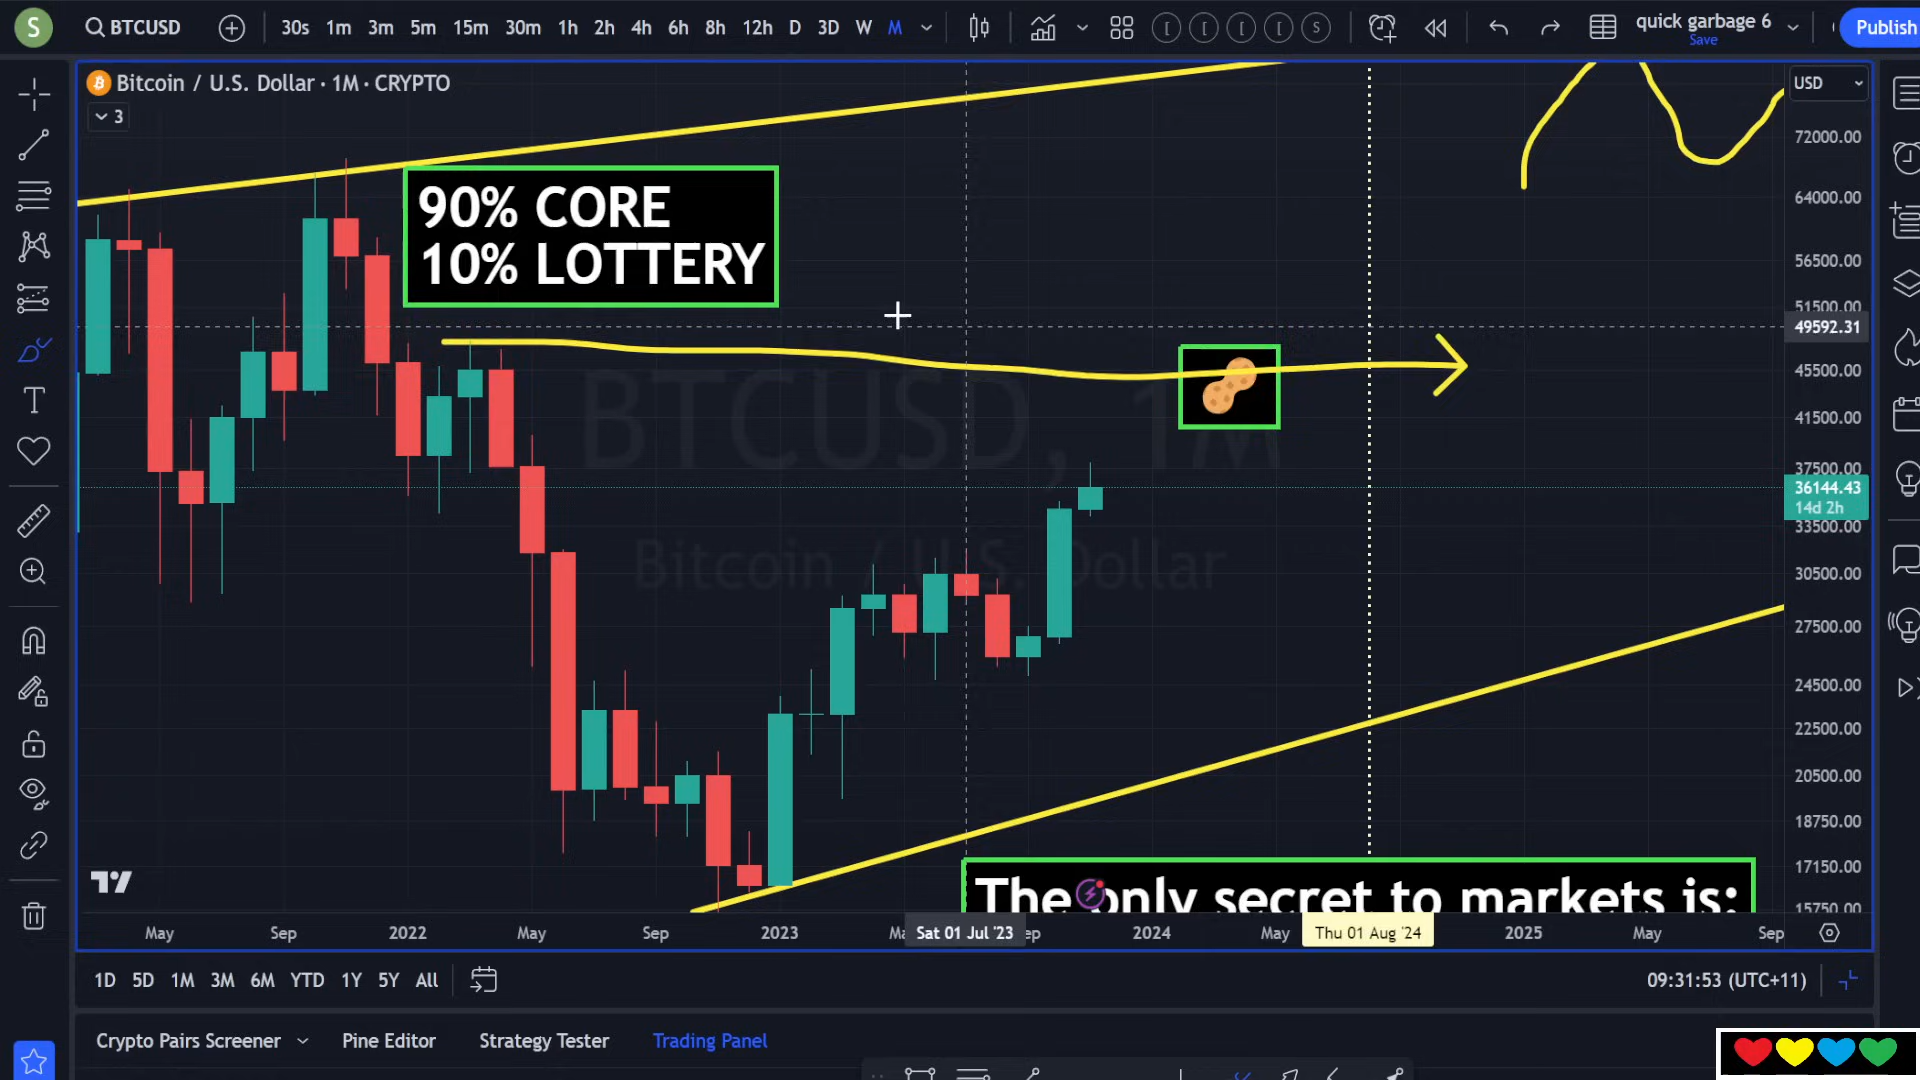 S
BTCUSD
30s 1m 3m 5m 15m 30m 1h 2h 4h 6h 8h 12h D 3D W M
[ [ [ [ S
quick garbage 6
Save
Publish
Bitcoin / U.S. Dollar · 1M · CRYPTO
3
USD
90% CORE
10% LOTTERY
BTCUSD, 1M
Bitcoin / U.S. Dollar
72000.00
64000.00
56500.00
51500.00
49592.31
45500.00
41500.00
37500.00
36144.43
14d 2h
33500.00
30500.00
27500.00
24500.00
22500.00
20500.00
18750.00
17150.00
15750.00
The only secret to markets is:
May Sep 2022 May Sep 2023 Sat 01 Jul '23 2024 May Thu 01 Aug '24 2025 May Sep
1D 5D 1M 3M 6M YTD 1Y 5Y All
09:31:53 (UTC+11)
Crypto Pairs Screener Pine Editor Strategy Tester Trading Panel